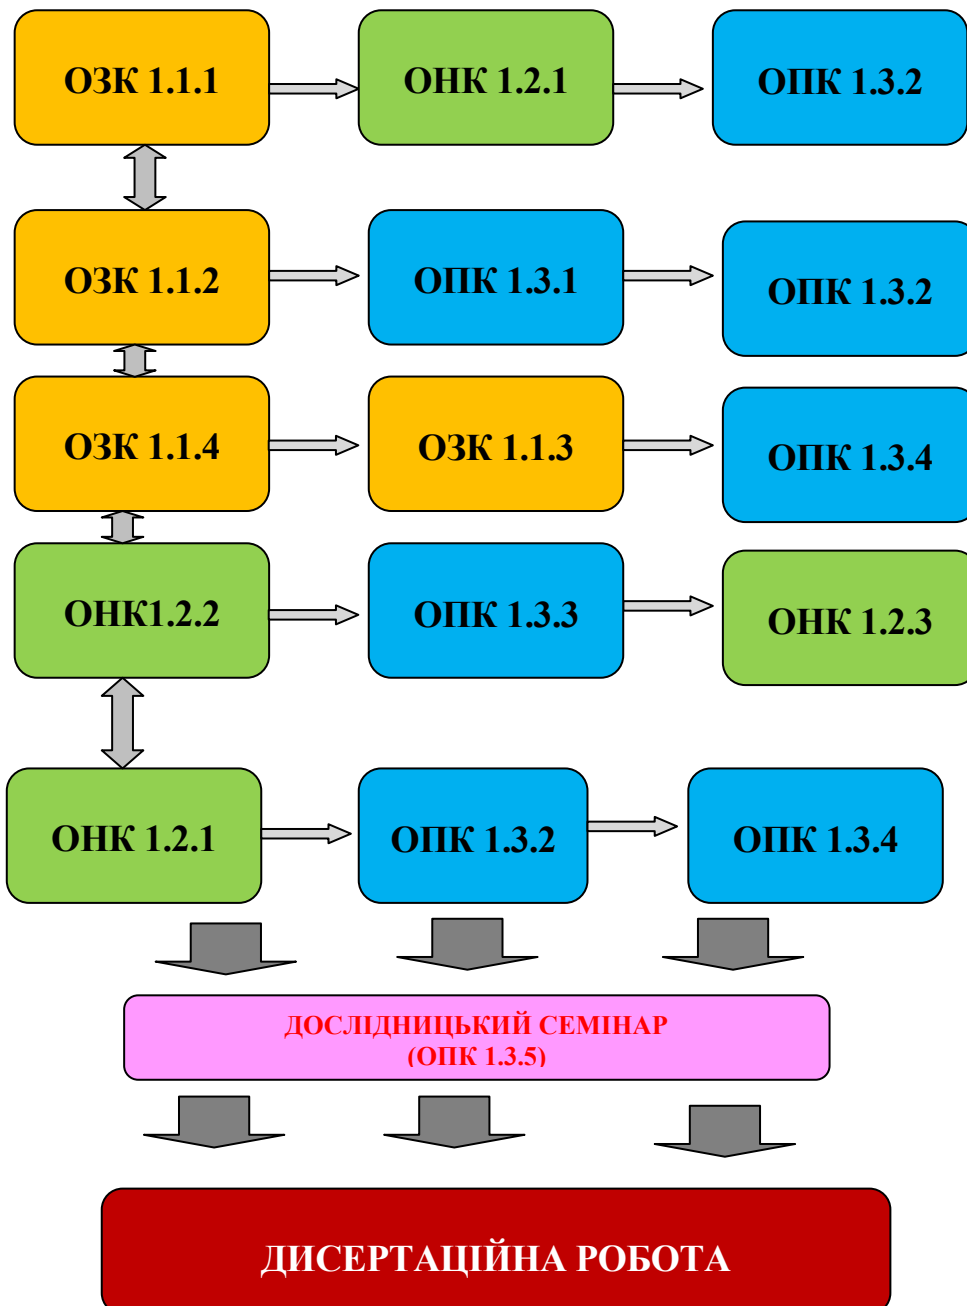 ОЗК 1.1.1
ОНК 1.2.1
ОПК 1.3.2
ОЗК 1.1.2
ОПК 1.3.1
ОПК 1.3.2
ОЗК 1.1.4
ОЗК 1.1.3
ОПК 1.3.4
ОНК1.2.2
ОПК 1.3.3
ОНК 1.2.3
ОНК 1.2.1
ОПК 1.3.2
ОПК 1.3.4
ДОСЛІДНИЦЬКИЙ СЕМІНАР
(ОПК 1.3.5)
ДИСЕРТАЦІЙНА РОБОТА